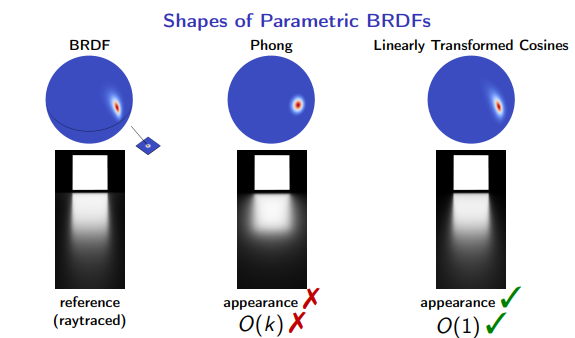 Shapes of Parametric BRDFs
BRDF
Phong
Linearly Transformed Cosines
reference
(raytraced)
appearance ✗
O(k) ✗
appearance ✓
O(1) ✓